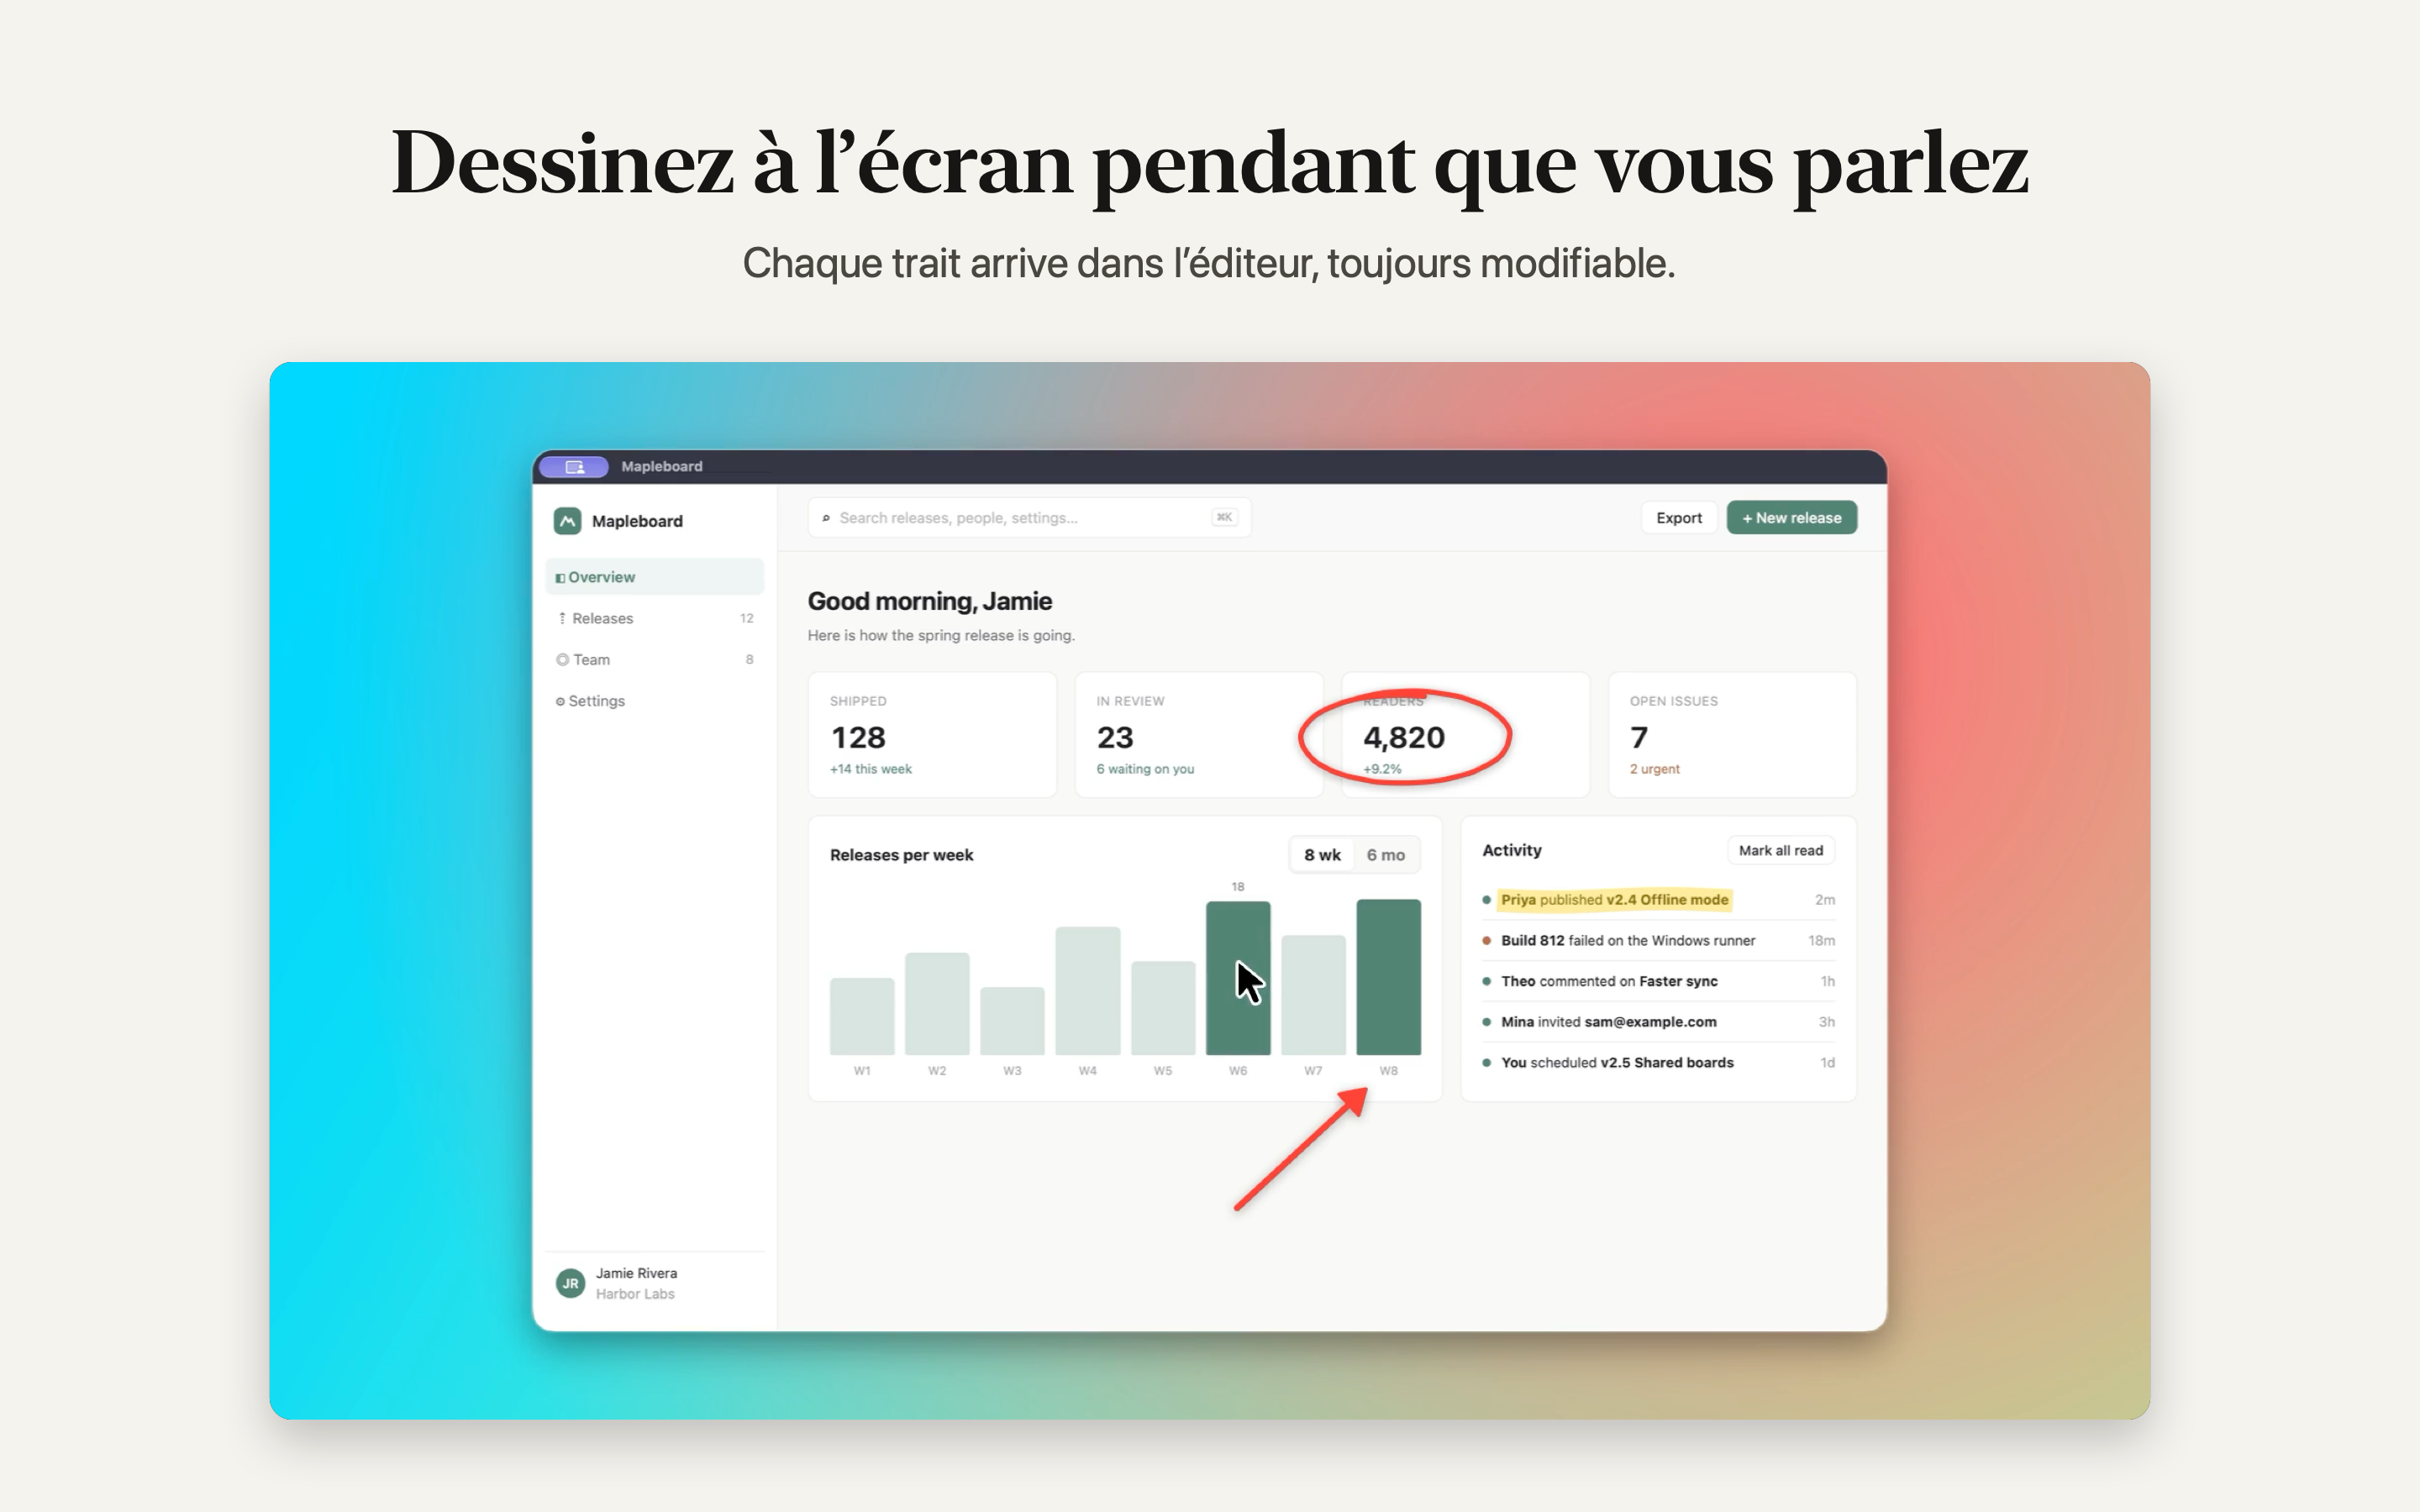 Dessinez à l’écran pendant que vous parlez
Chaque trait arrive dans l’éditeur, toujours modifiable.
Mapleboard
Mapleboard
Search releases, people, settings...
⌘K
Export
+ New release
Overview
Releases 12
Team 8
Settings
Good morning, Jamie
Here is how the spring release is going.
SHIPPED
128
+14 this week
IN REVIEW
23
6 waiting on you
READERS
4,820
+9.2%
OPEN ISSUES
7
2 urgent
Releases per week
8 wk 6 mo
18
W1 W2 W3 W4 W5 W6 W7 W8
Activity
Mark all read
Priya published v2.4 Offline mode 2m
Build 812 failed on the Windows runner 18m
Theo commented on Faster sync 1h
Mina invited sam@example.com 3h
You scheduled v2.5 Shared boards 1d
JR
Jamie Rivera
Harbor Labs